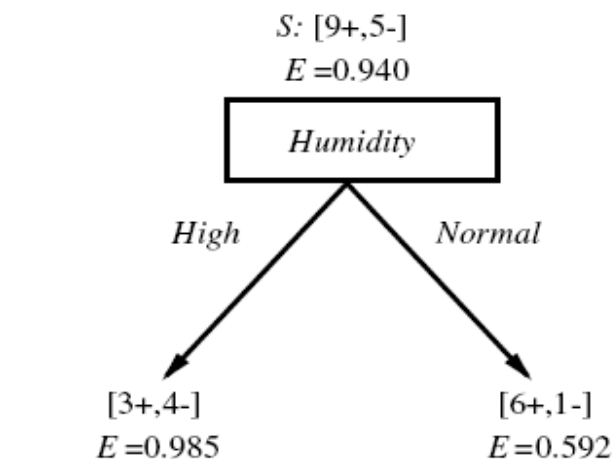 S: [9+,5-]
E =0.940
Humidity
High
Normal
[3+,4-]
[6+,1-]
E =0.985
E =0.592